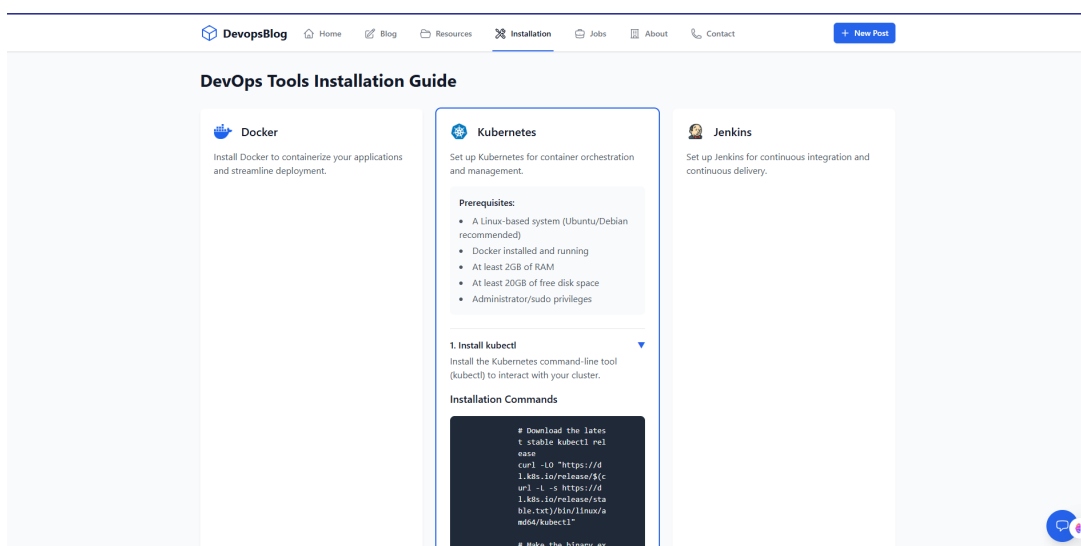 DevopsBlog
Home
Blog
Resources
Installation
Jobs
About
Contact
+ New Post
DevOps Tools Installation Guide
Docker
Install Docker to containerize your applications
and streamline deployment.
Kubernetes
Set up Kubernetes for container orchestration
and management.
Prerequisites:
• A Linux-based system (Ubuntu/Debian
recommended)
• Docker installed and running
• At least 2GB of RAM
• At least 20GB of free disk space
• Administrator/sudo privileges
1. Install kubectl
Install the Kubernetes command-line tool
(kubectl) to interact with your cluster.
Installation Commands
# Download the lates
t stable kubectl rel
ease
curl -LO "https://d
l.k8s.io/release/$(c
url -L -s https://d
l.k8s.io/release/sta
ble.txt)/bin/linux/a
md64/kubectl"
# Make the binary ex
Jenkins
Set up Jenkins for continuous integration and
continuous delivery.